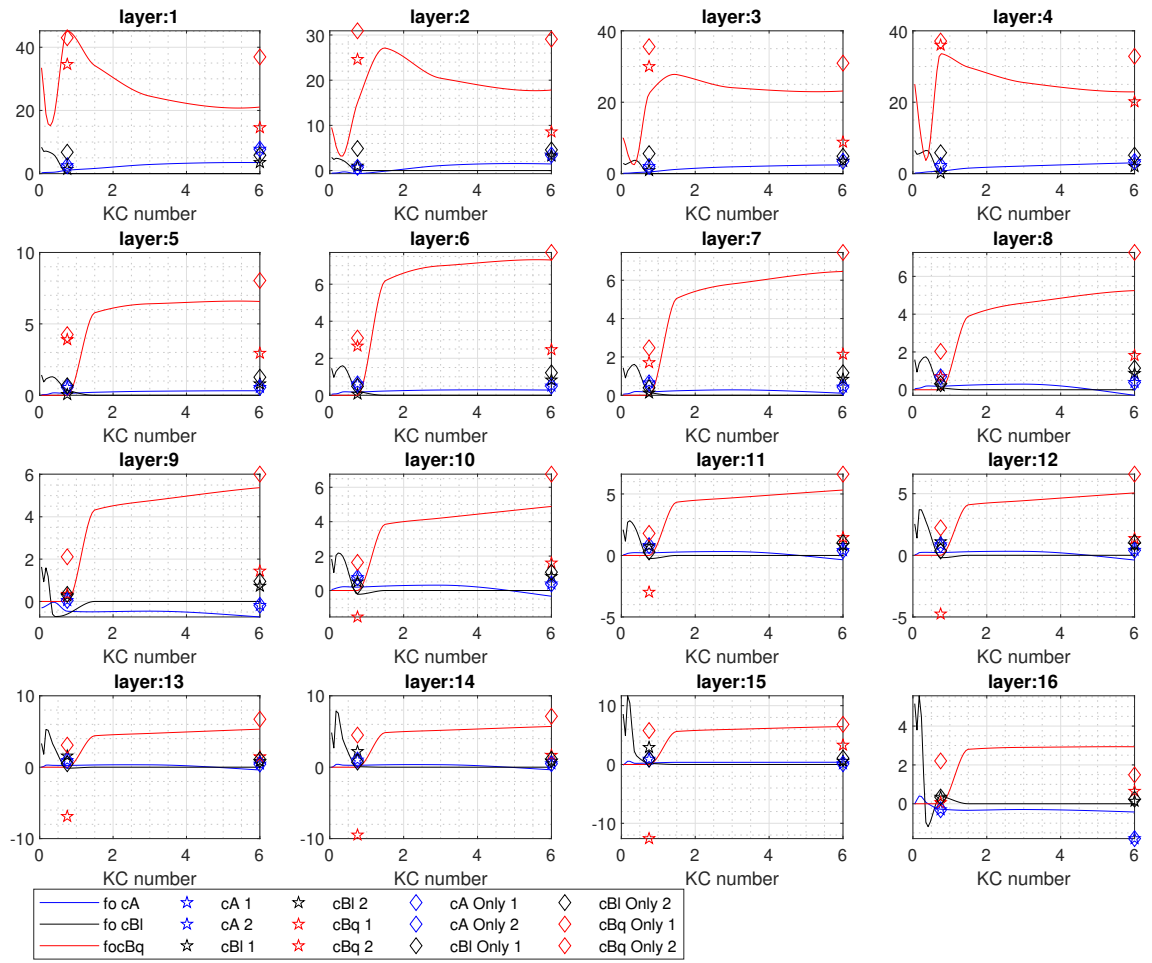 layer:1 layer:2 layer:3 layer:4
40 30 40 40
20 20 20 20
10
0 0 0 0
0 2 4 6 0 2 4 6 0 2 4 6 0 2 4 6
KC number KC number KC number KC number
layer:5 layer:6 layer:7 layer:8
10 6 6 6
5 4 4 4
2 2 2
0 0 0 0
0 2 4 6 0 2 4 6 0 2 4 6 0 2 4 6
KC number KC number KC number KC number
layer:9 layer:10 layer:11 layer:12
6 6 5 5
4 4
2 2 0 0
0 0
-5 -5
0 2 4 6 0 2 4 6 0 2 4 6 0 2 4 6
KC number KC number KC number KC number
layer:13 layer:14 layer:15 layer:16
10 10 10 4
0 0 0 2
0
-10 -10 -10
0 2 4 6 0 2 4 6 0 2 4 6 0 2 4 6
KC number KC number KC number KC number
fo cA cA 1 cBl 2 cA Only 1 cBl Only 2
fo cBl cA 2 cBq 1 cA Only 2 cBq Only 1
focBq cBl 1 cBq 2 cBl Only 1 cBq Only 2